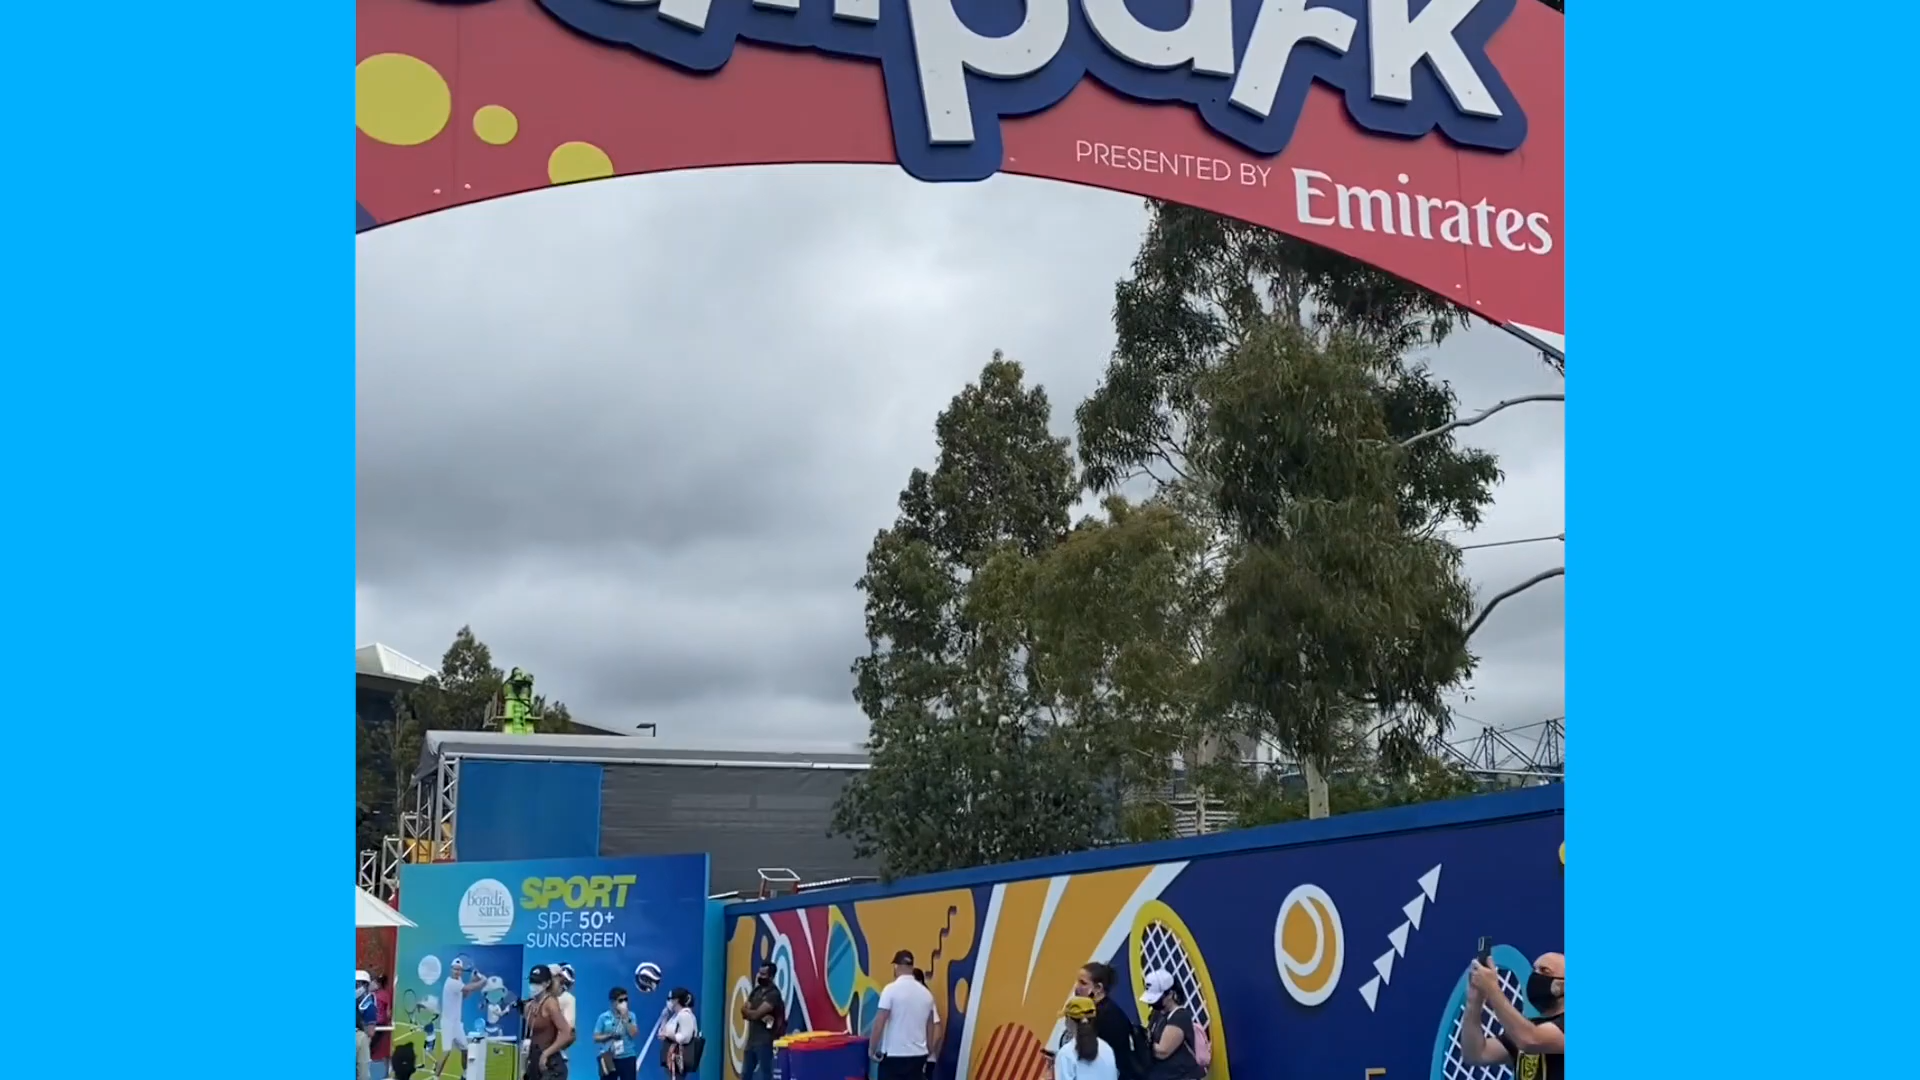 park
PRESENTED BY Emirates
bondi
sands
SPORT
SPF 50+
SUNSCREEN